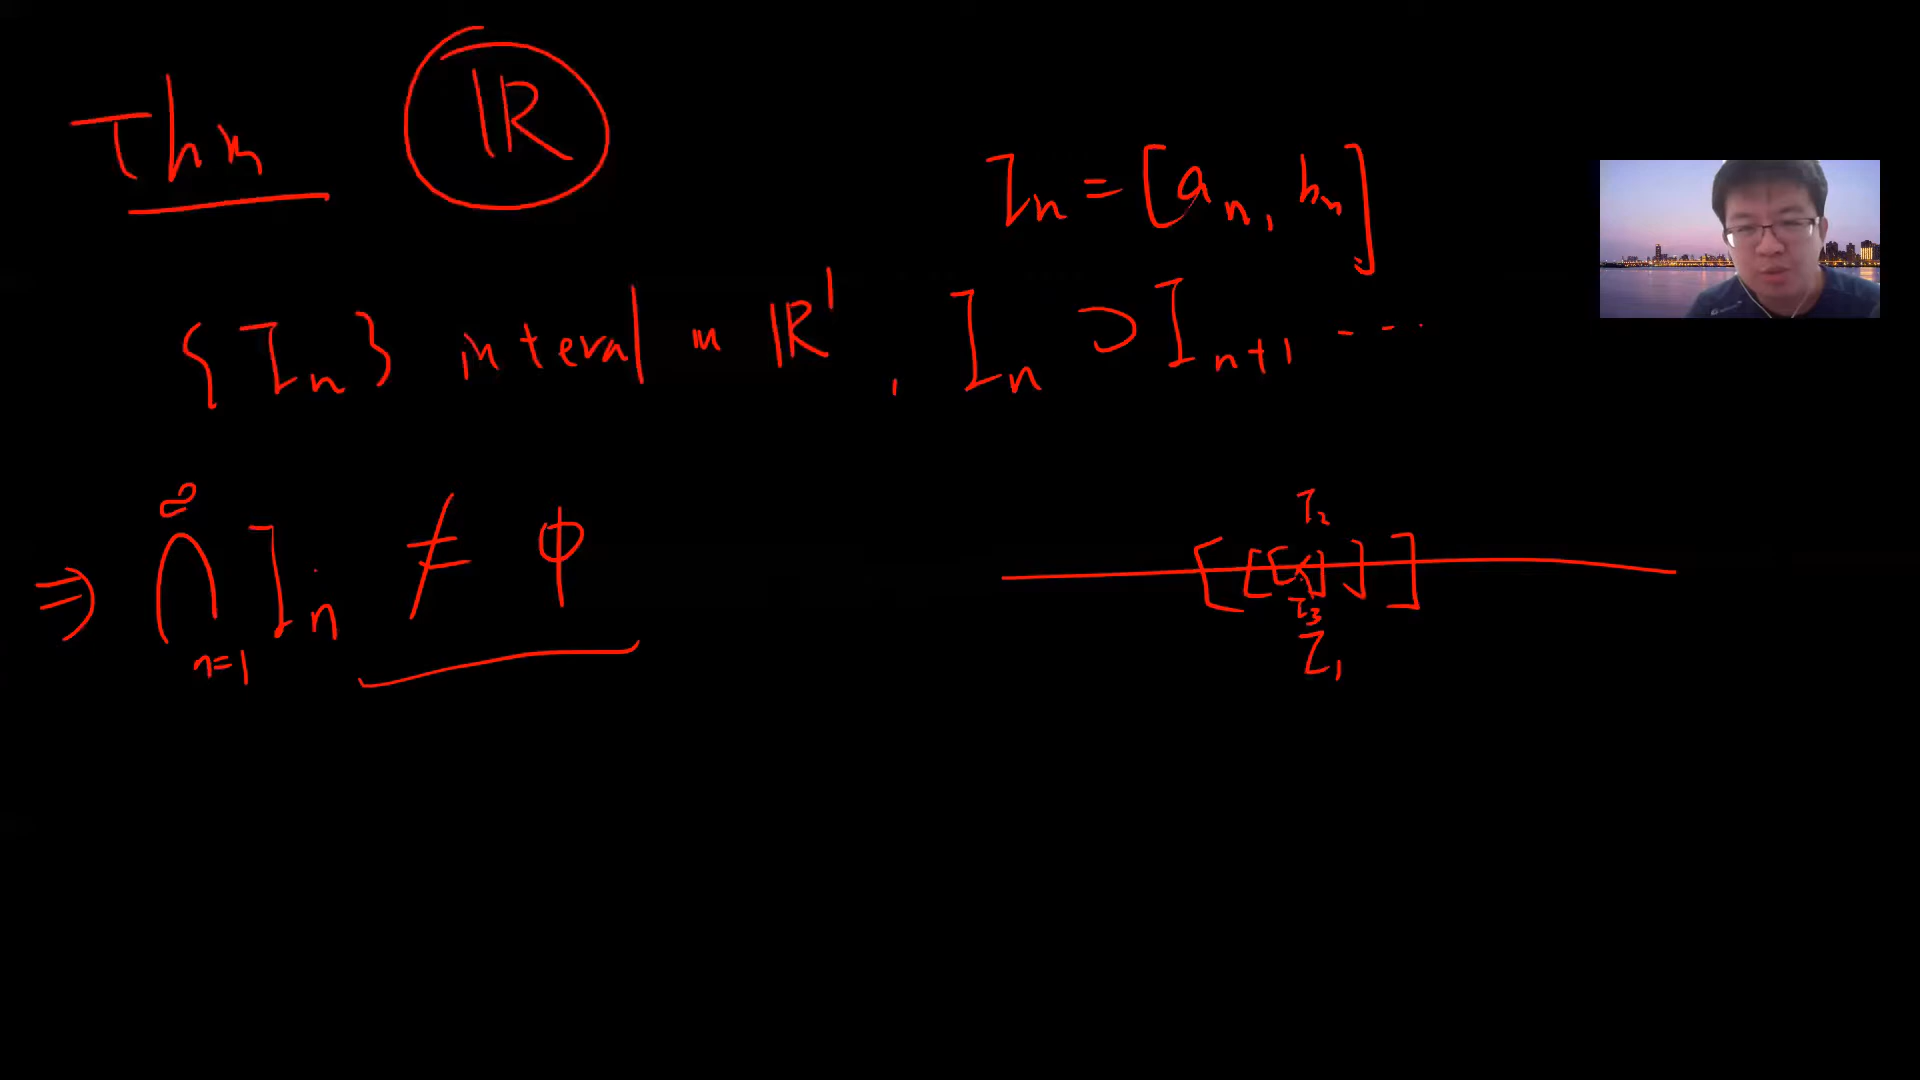 Thm ℝ
Iₙ = [aₙ, bₙ]
{Iₙ} interval in ℝ¹, Iₙ ⊃ Iₙ₊₁ ...
⇒ ∞ ∩ n=1 Iₙ ≠ φ
I₂
[ [ [ x ] ] ]
I₃
I₁